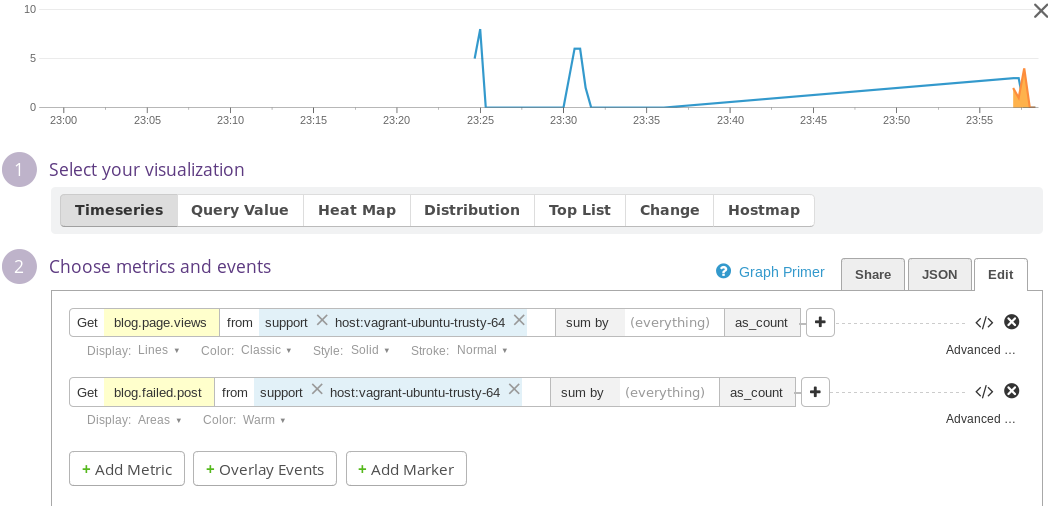 10
5
0
23:00 23:05 23:10 23:15 23:20 23:25 23:30 23:35 23:40 23:45 23:50 23:55
1 Select your visualization
Timeseries Query Value Heat Map Distribution Top List Change Hostmap
2 Choose metrics and events
? Graph Primer Share JSON Edit
Get blog.page.views from support host:vagrant-ubuntu-trusty-64 sum by (everything) as_count + </>
Display: Lines Color: Classic Style: Solid Stroke: Normal Advanced ...
Get blog.failed.post from support host:vagrant-ubuntu-trusty-64 sum by (everything) as_count + </>
Display: Areas Color: Warm Advanced ...
+ Add Metric + Overlay Events + Add Marker